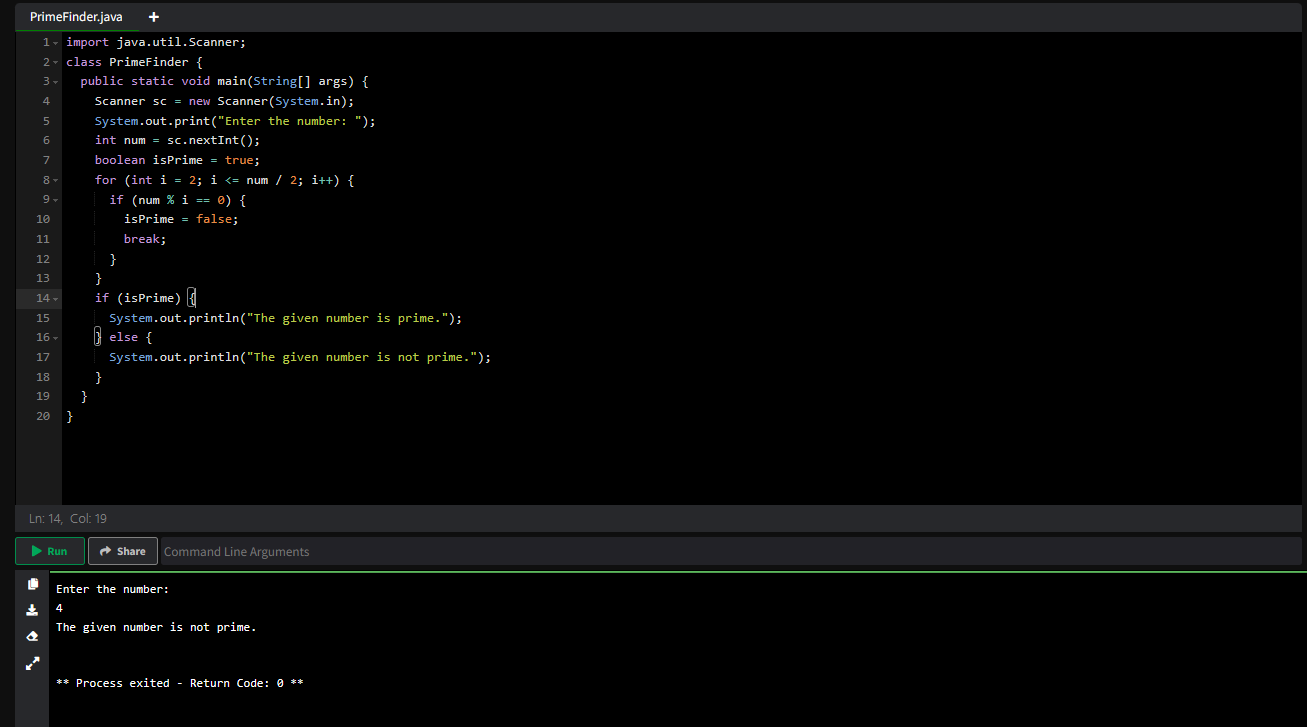 PrimeFinder.java +
1 import java.util.Scanner;
2 class PrimeFinder {
3   public static void main(String[] args) {
4     Scanner sc = new Scanner(System.in);
5     System.out.print("Enter the number: ");
6     int num = sc.nextInt();
7     boolean isPrime = true;
8     for (int i = 2; i <= num / 2; i++) {
9       if (num % i == 0) {
10         isPrime = false;
11         break;
12       }
13     }
14     if (isPrime) {
15       System.out.println("The given number is prime.");
16     } else {
17       System.out.println("The given number is not prime.");
18     }
19   }
20 }
Ln: 14, Col: 19
Run Share Command Line Arguments
Enter the number:
4
The given number is not prime.
** Process exited - Return Code: 0 **